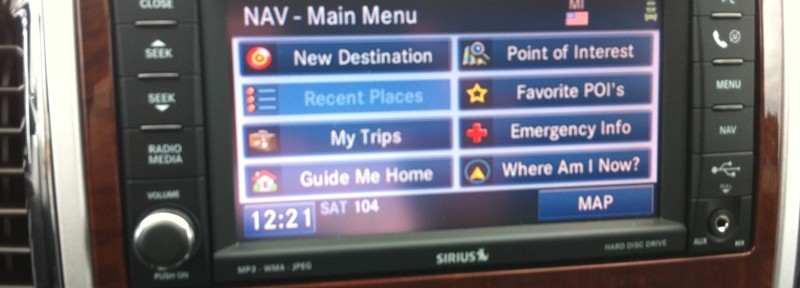 CLOSE
NAV - Main Menu
MI
SEEK
New Destination
Point of Interest
SEEK
Recent Places
Favorite POI's
MENU
My Trips
Emergency Info
NAV
RADIO
MEDIA
Guide Me Home
Where Am I Now?
VOLUME
12:21
SAT 104
MAP
PUSH ON
MP3 · WMA · JPEG
SIRIUS
HARD DISC DRIVE
AUX